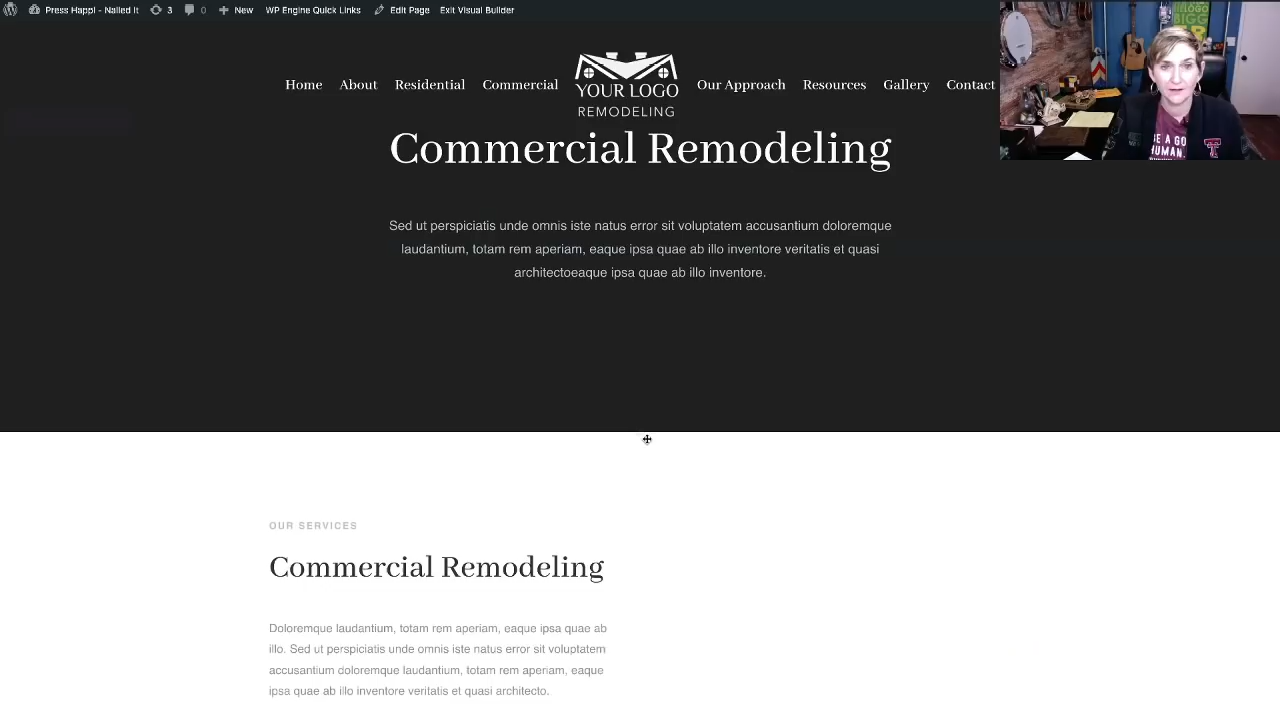 Press Happi - Nailed It 3 0 New WP Engine Quick Links Edit Page Exit Visual Builder
Home About Residential Commercial YOUR LOGO REMODELING Our Approach Resources Gallery Contact
Commercial Remodeling
Sed ut perspiciatis unde omnis iste natus error sit voluptatem accusantium doloremque
laudantium, totam rem aperiam, eaque ipsa quae ab illo inventore veritatis et quasi
architectoeaque ipsa quae ab illo inventore.
BE A GO
HUMAN.
OUR SERVICES
Commercial Remodeling
Doloremque laudantium, totam rem aperiam, eaque ipsa quae ab
illo. Sed ut perspiciatis unde omnis iste natus error sit voluptatem
accusantium doloremque laudantium, totam rem aperiam, eaque
ipsa quae ab illo inventore veritatis et quasi architecto.